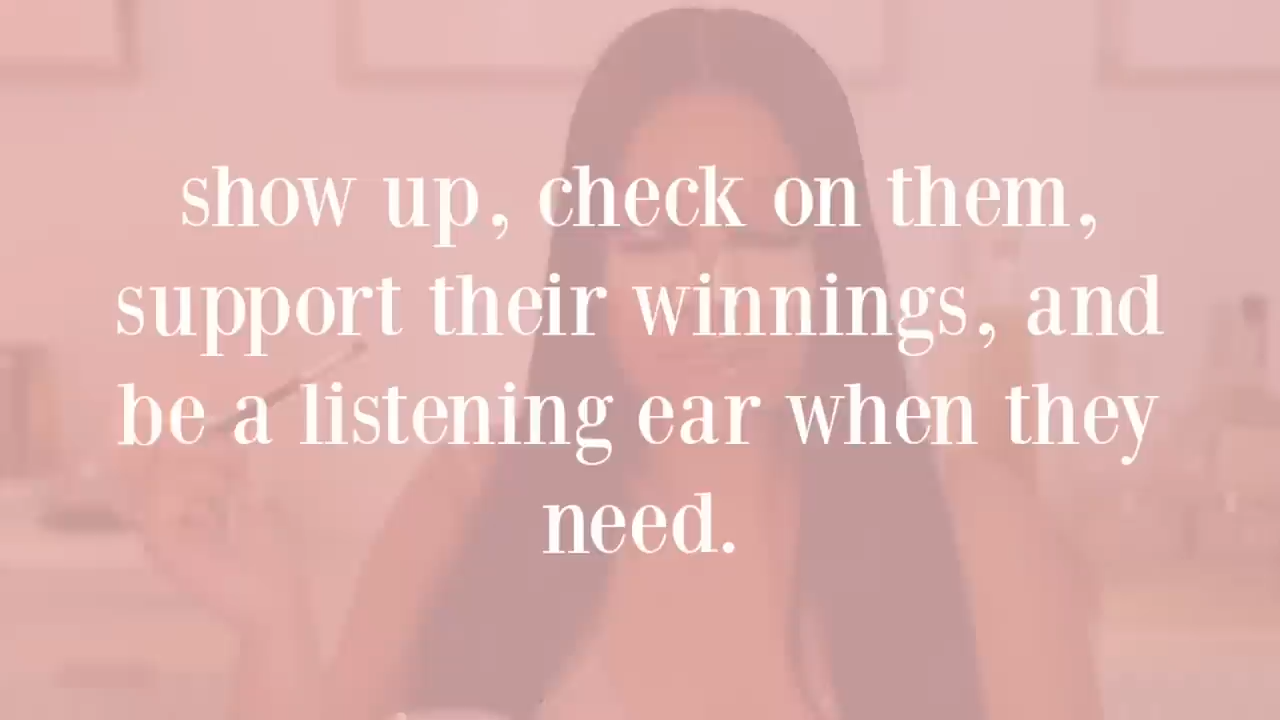 show up, check on them,
support their winnings, and
be a listening ear when they
need.